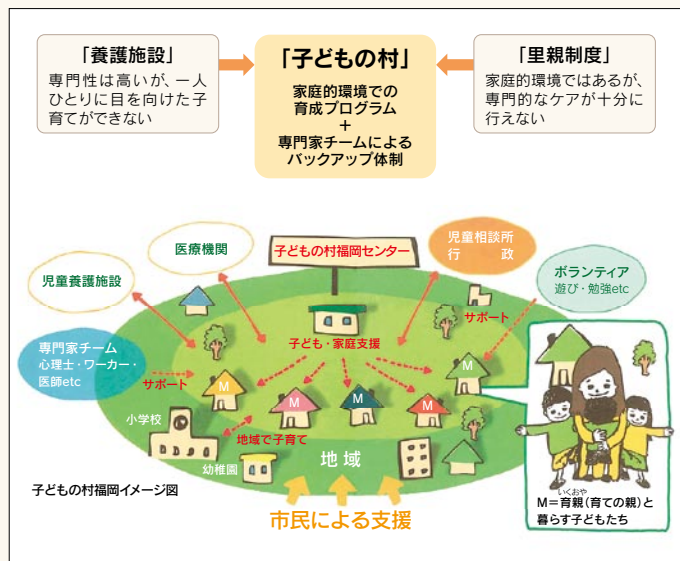 「養護施設」
専門性は高いが、一人
ひとりに目を向けた子
育てができない
「子どもの村」
家庭的環境での
育成プログラム
+
専門家チームによる
バックアップ体制
「里親制度」
家庭的環境ではあるが、
専門的なケアが十分に
行えない
医療機関
子どもの村福岡センター
児童相談所
行　政
児童養護施設
ボランティア
遊び・勉強etc
サポート
専門家チーム
心理士・ワーカー・
医師etc
子ども・家庭支援
サポート
M
M
M
M
M
小学校
地域で子育て
幼稚園
地域
子どもの村福岡イメージ図
市民による支援
いくおや
M=育親(育ての親)と
暮らす子どもたち